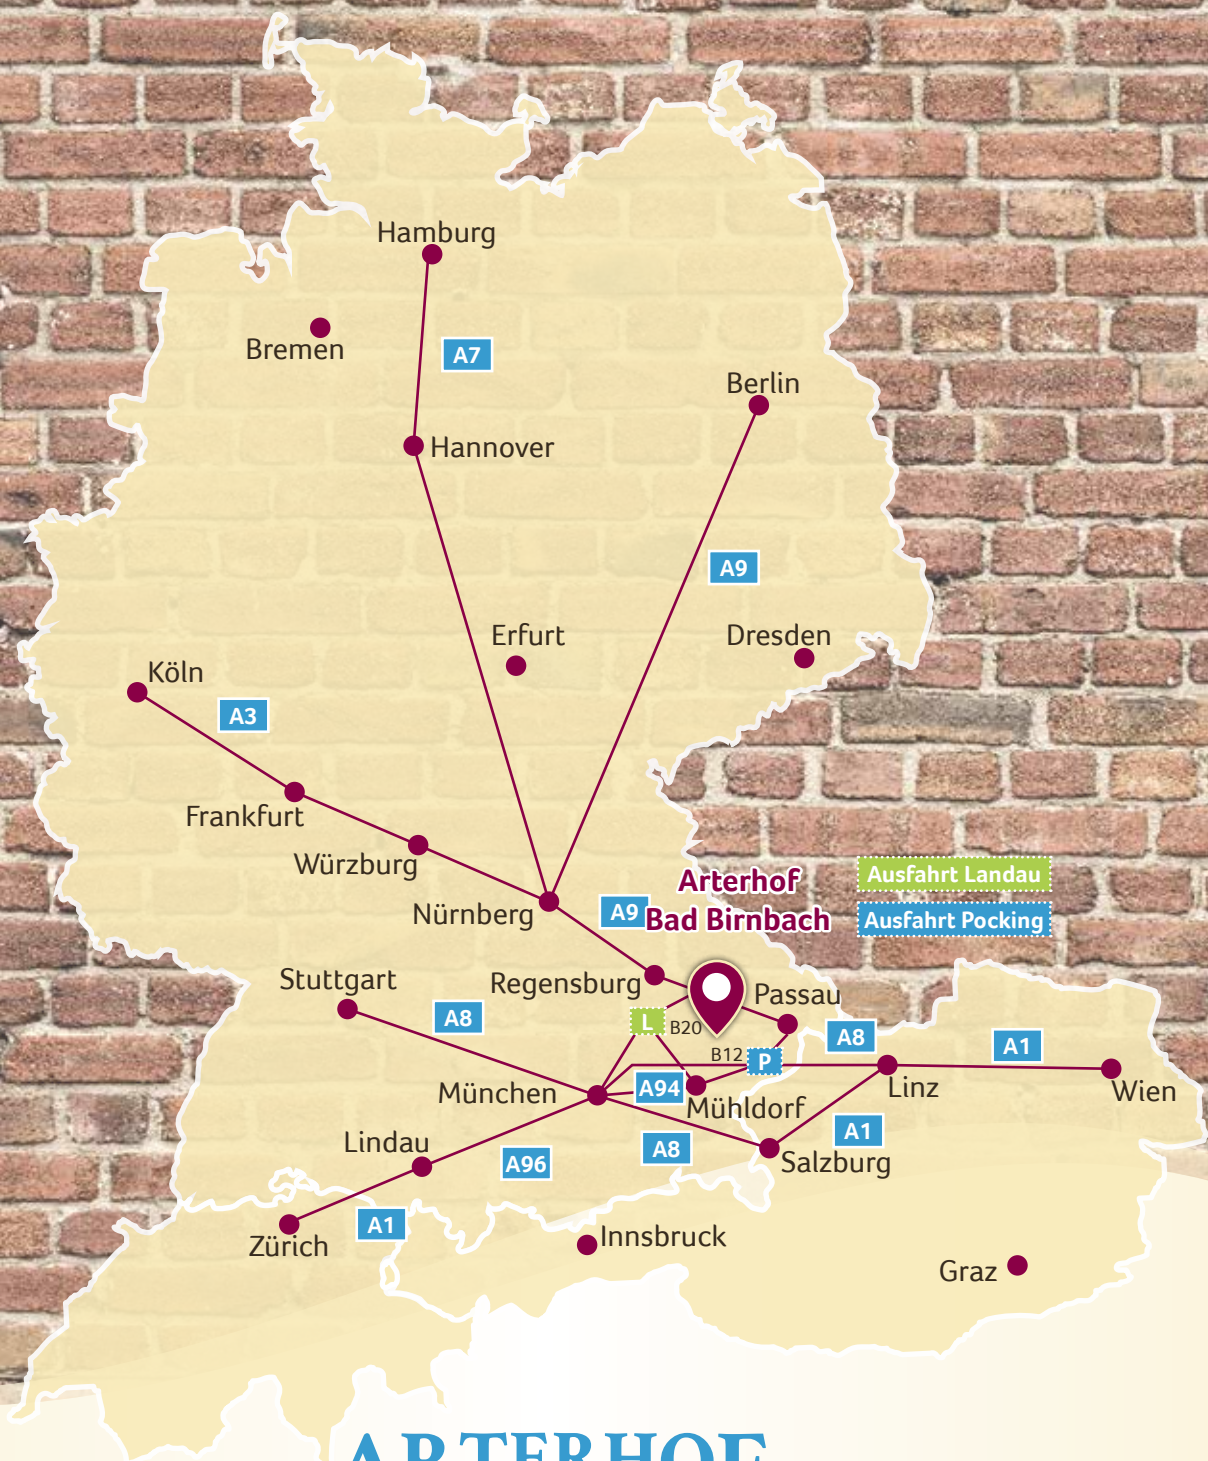 Hamburg
Bremen
A7
Berlin
Hannover
A9
Erfurt
Dresden
Köln
A3
Frankfurt
Würzburg
Arterhof
Bad Birnbach
Ausfahrt Landau
Ausfahrt Pocking
Nürnberg
A9
Stuttgart
Regensburg
Passau
A8
L
B20
A8
A1
B12
P
München
A94
Mühldorf
Linz
Wien
Lindau
A96
A8
A1
Salzburg
Zürich
A1
Innsbruck
Graz
ARTERHOF